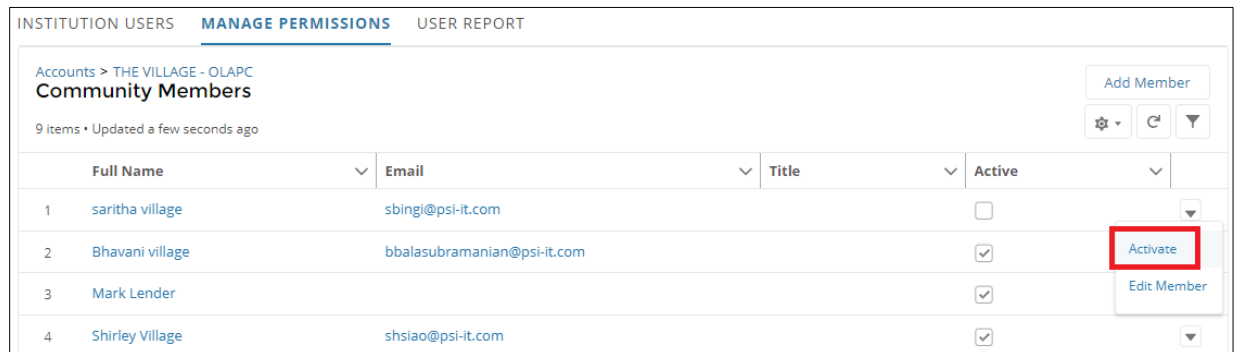 INSTITUTION USERS MANAGE PERMISSIONS USER REPORT
Accounts > THE VILLAGE - OLAPC
Community Members
Add Member
9 items • Updated a few seconds ago
Full Name Email Title Active
1 saritha village sbingi@psi-it.com
2 Bhavani village bbalasubramanian@psi-it.com
Activate
Edit Member
3 Mark Lender
4 Shirley Village shsiao@psi-it.com